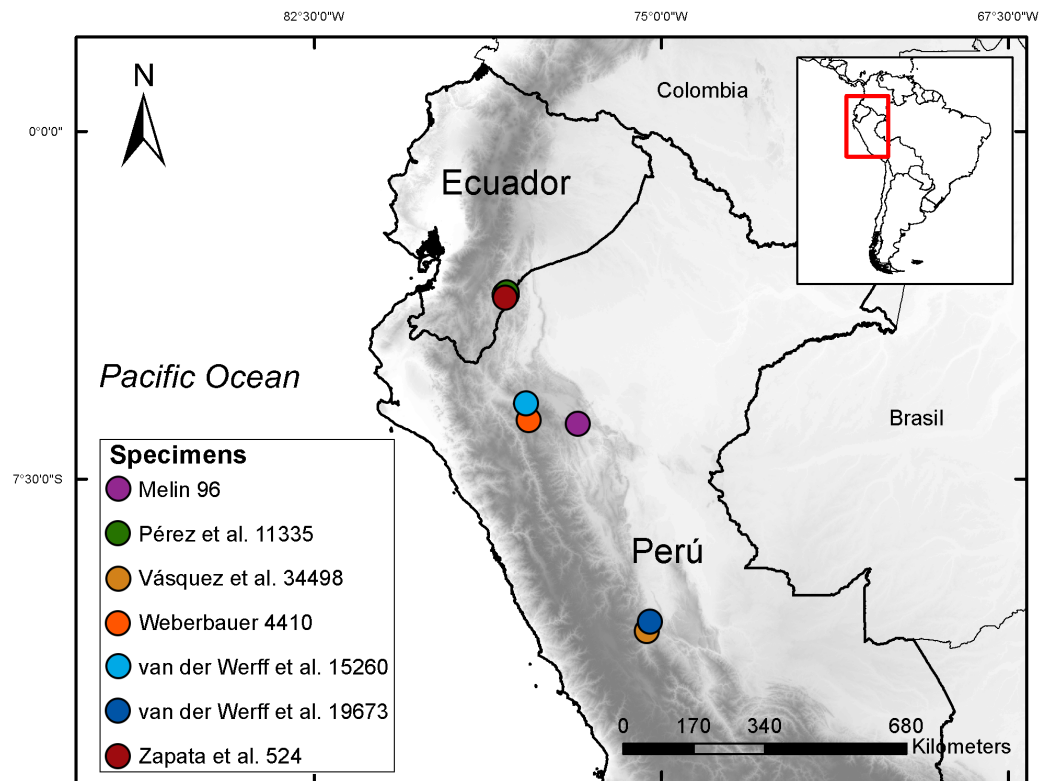 82°30'0"W 75°0'0"W 67°30'0"W
N
Colombia
0°0'0"
Ecuador
Pacific Ocean
Brasil
7°30'0"S
Specimens
Melin 96
Pérez et al. 11335
Vásquez et al. 34498
Weberbauer 4410
van der Werff et al. 15260
van der Werff et al. 19673
Zapata et al. 524
Perú
0 170 340 680
Kilometers